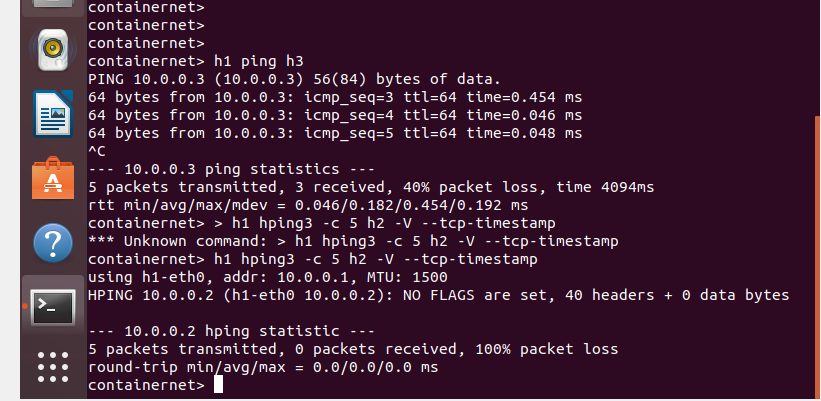 containernet>
containernet>
containernet>
containernet> h1 ping h3
PING 10.0.0.3 (10.0.0.3) 56(84) bytes of data.
64 bytes from 10.0.0.3: icmp_seq=3 ttl=64 time=0.454 ms
64 bytes from 10.0.0.3: icmp_seq=4 ttl=64 time=0.046 ms
64 bytes from 10.0.0.3: icmp_seq=5 ttl=64 time=0.048 ms
^C
--- 10.0.0.3 ping statistics ---
5 packets transmitted, 3 received, 40% packet loss, time 4094ms
rtt min/avg/max/mdev = 0.046/0.182/0.454/0.192 ms
containernet> > h1 hping3 -c 5 h2 -V --tcp-timestamp
*** Unknown command: > h1 hping3 -c 5 h2 -V --tcp-timestamp
containernet> h1 hping3 -c 5 h2 -V --tcp-timestamp
using h1-eth0, addr: 10.0.0.1, MTU: 1500
HPING 10.0.0.2 (h1-eth0 10.0.0.2): NO FLAGS are set, 40 headers + 0 data bytes
--- 10.0.0.2 hping statistic ---
5 packets transmitted, 0 packets received, 100% packet loss
round-trip min/avg/max = 0.0/0.0/0.0 ms
containernet>